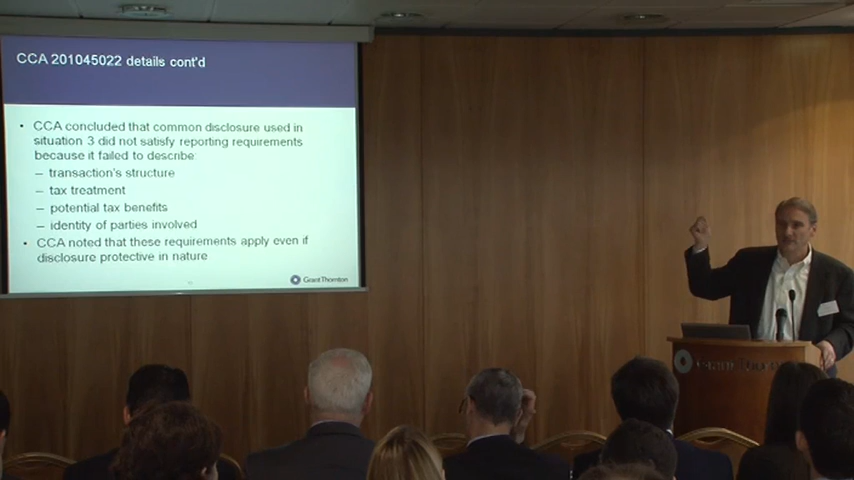 CCA 201045022 details cont'd
• CCA concluded that common disclosure used in
situation 3 did not satisfy reporting requirements
because it failed to describe
– transaction's structure
– tax treatment
– potential tax benefits
– identity of parties involved
• CCA noted that these requirements apply even if
disclosure protective in nature
Grant Thornton